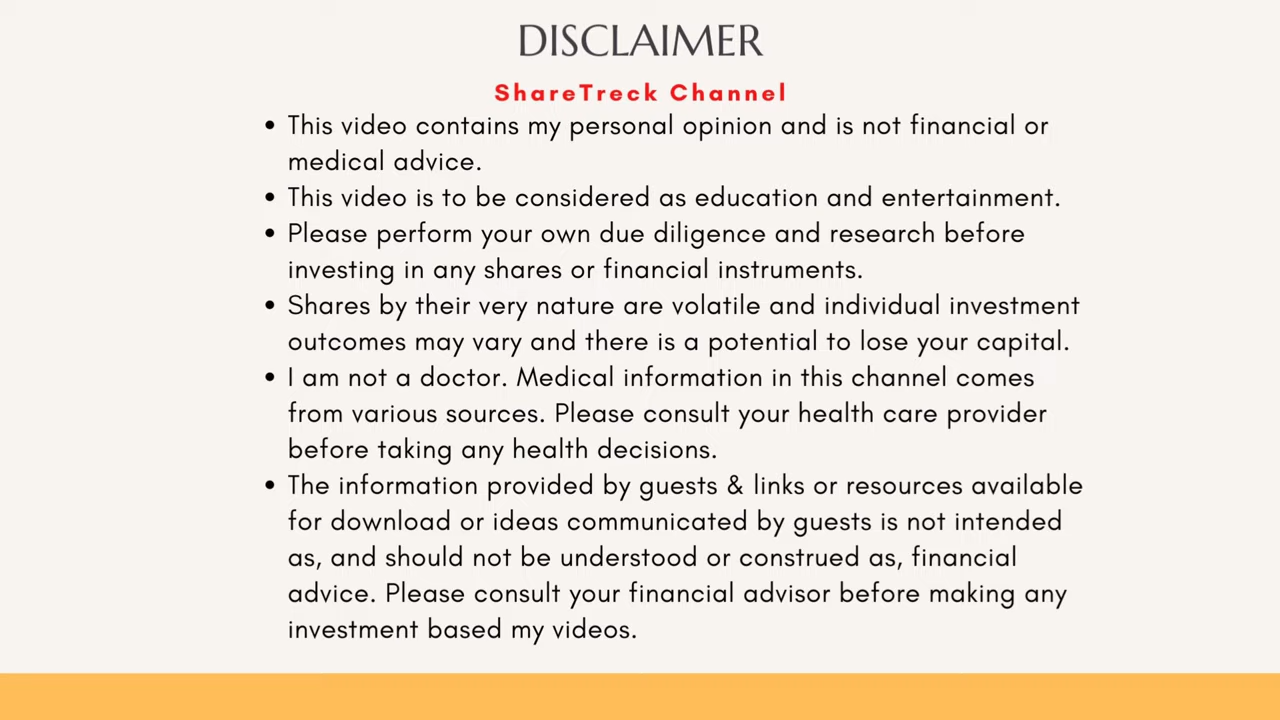 DISCLAIMER
ShareTreck Channel
• This video contains my personal opinion and is not financial or
medical advice.
• This video is to be considered as education and entertainment.
• Please perform your own due diligence and research before
investing in any shares or financial instruments.
• Shares by their very nature are volatile and individual investment
outcomes may vary and there is a potential to lose your capital.
• I am not a doctor. Medical information in this channel comes
from various sources. Please consult your health care provider
before taking any health decisions.
• The information provided by guests & links or resources available
for download or ideas communicated by guests is not intended
as, and should not be understood or construed as, financial
advice. Please consult your financial advisor before making any
investment based my videos.